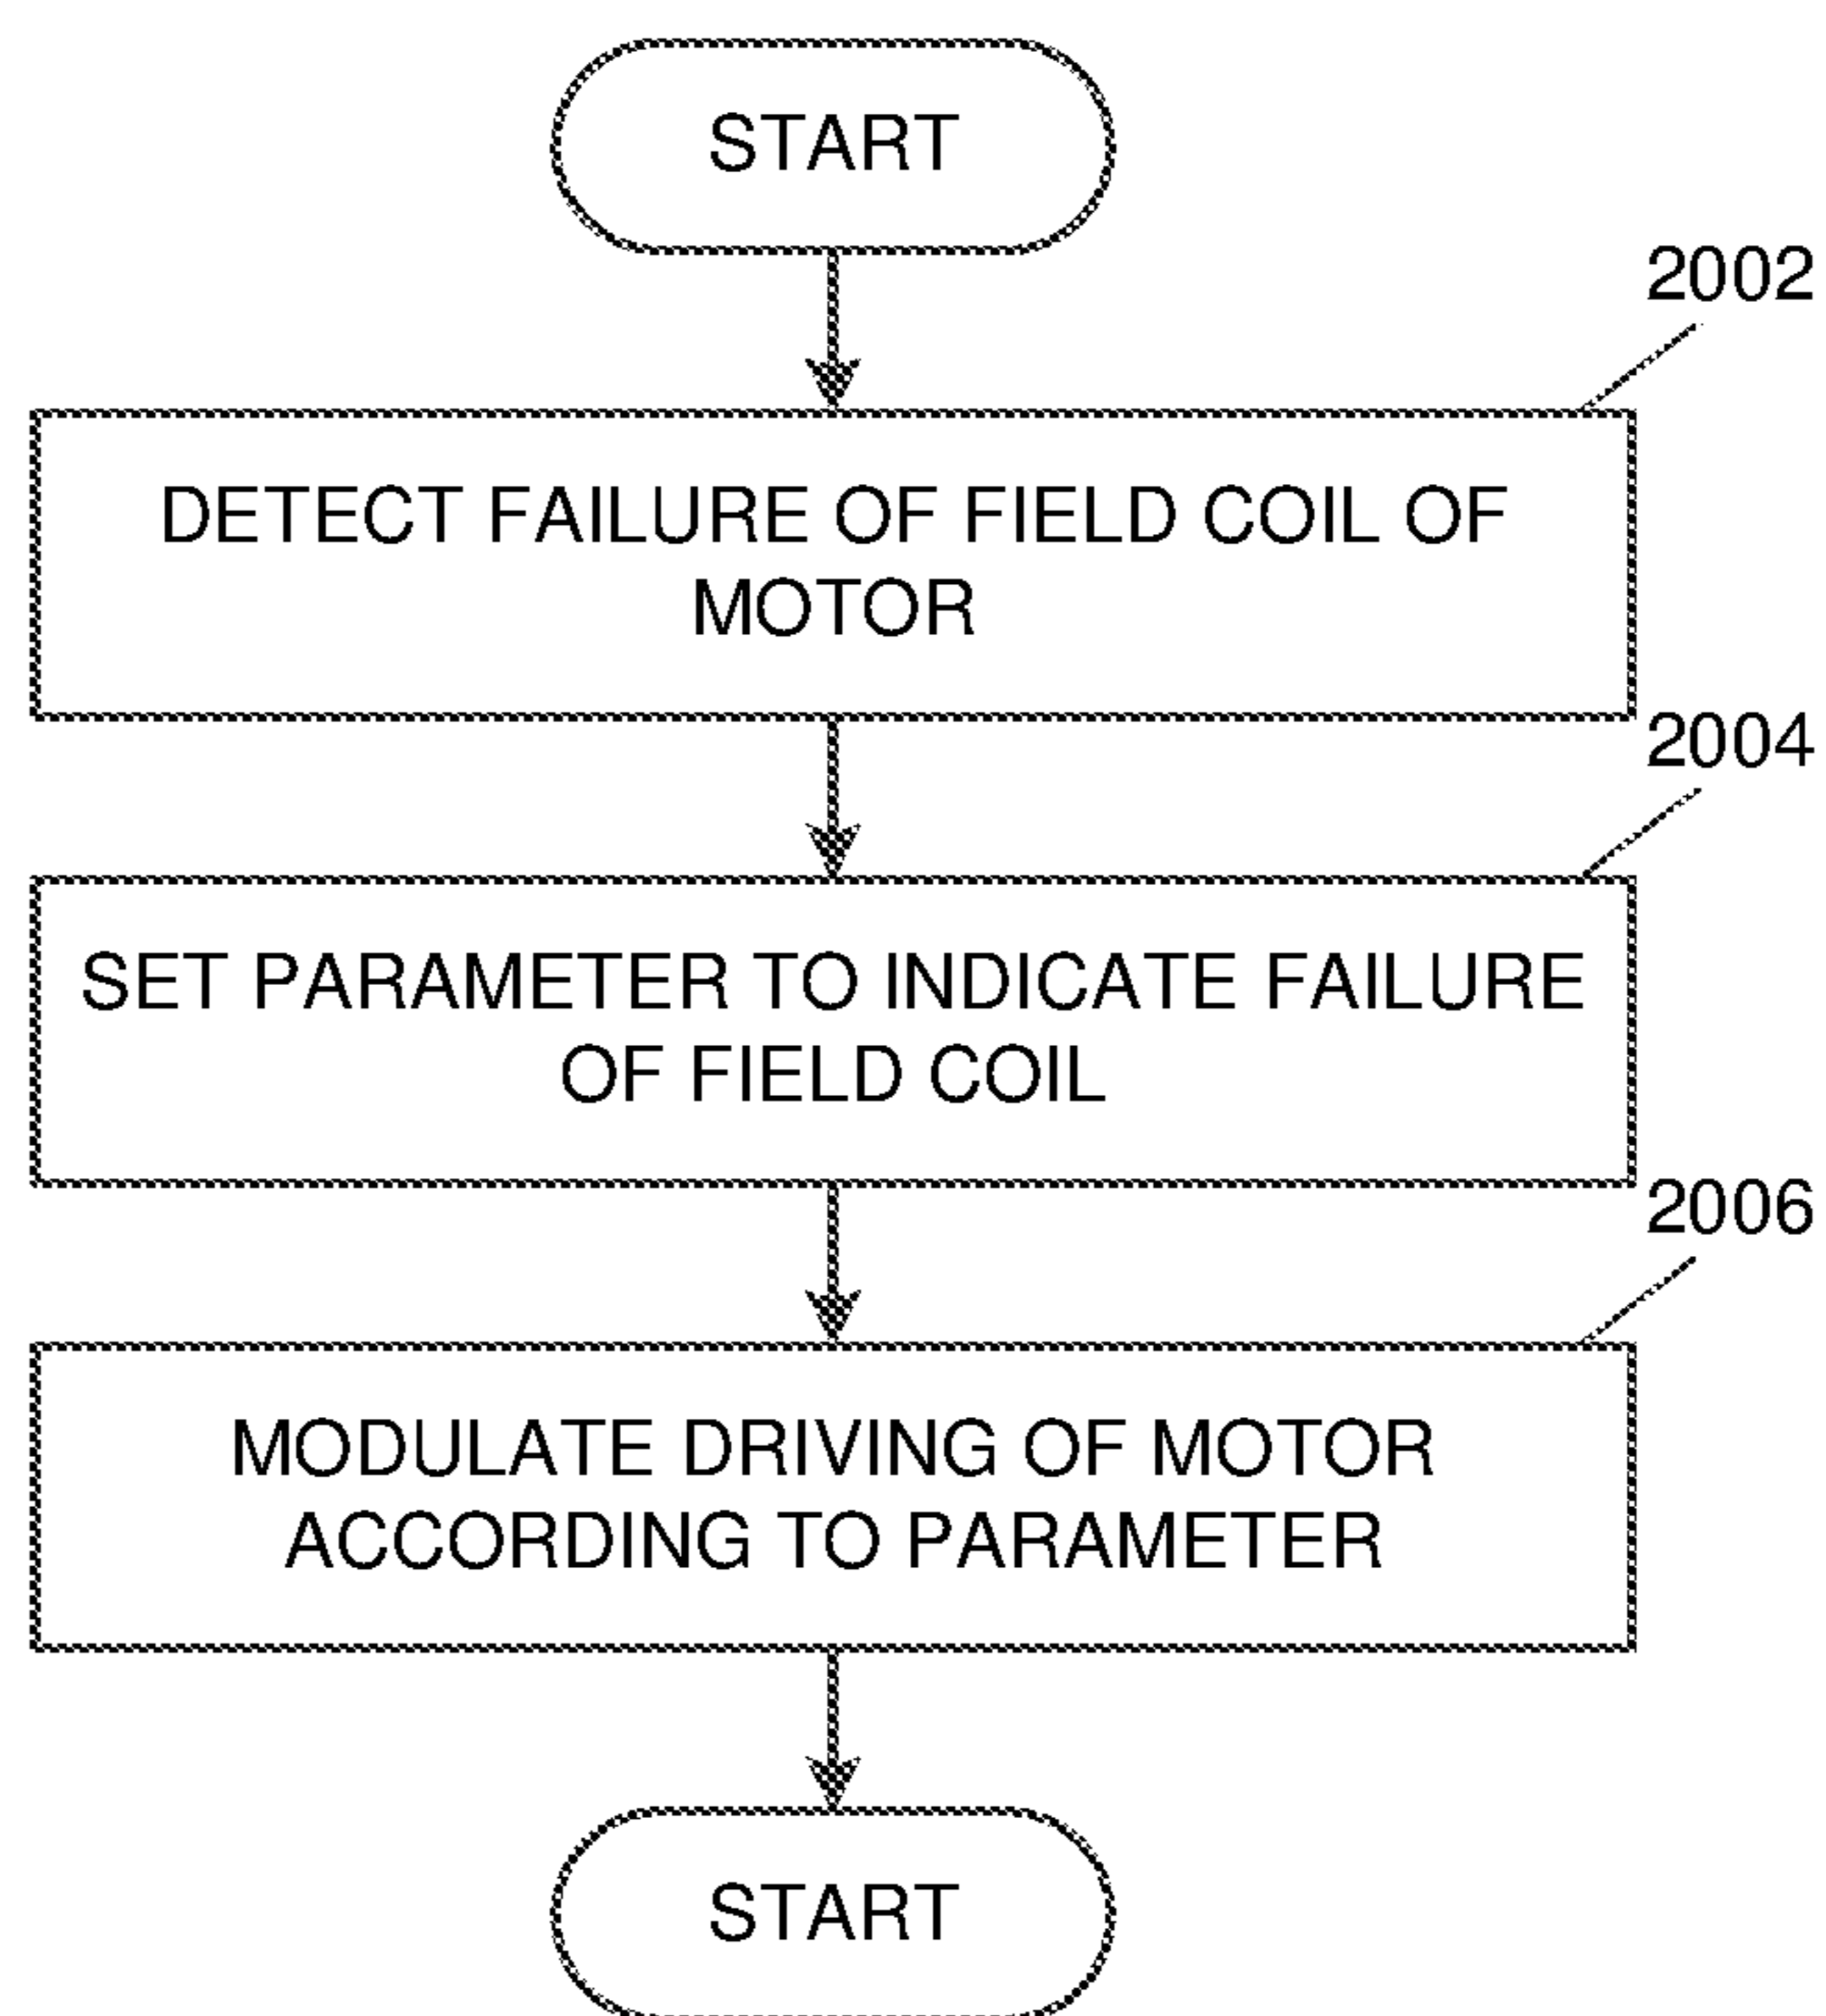 START
2002
DETECT FAILURE OF FIELD COIL OF
MOTOR
2004
SET PARAMETER TO INDICATE FAILURE
OF FIELD COIL
2006
MODULATE DRIVING OF MOTOR
ACCORDING TO PARAMETER
START